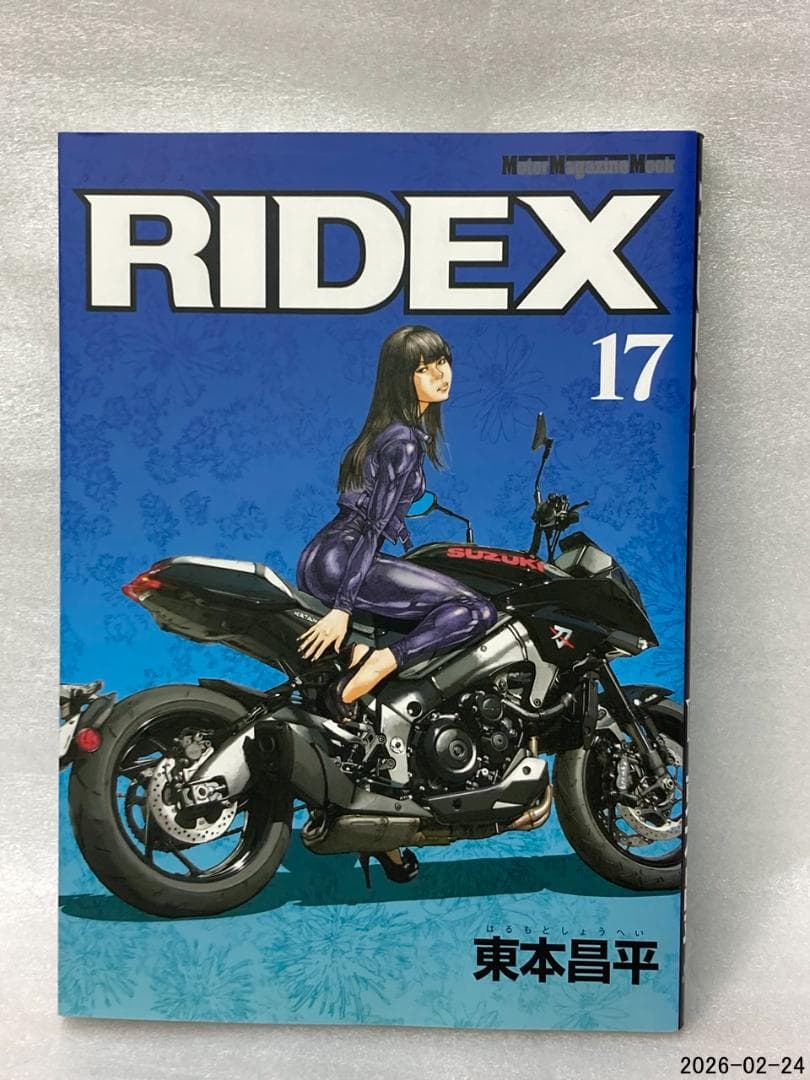 Motor Magazine Mook
RIDEX
17
SUZUKI
刀
はるもとしょうへい
東本昌平
2026-02-24